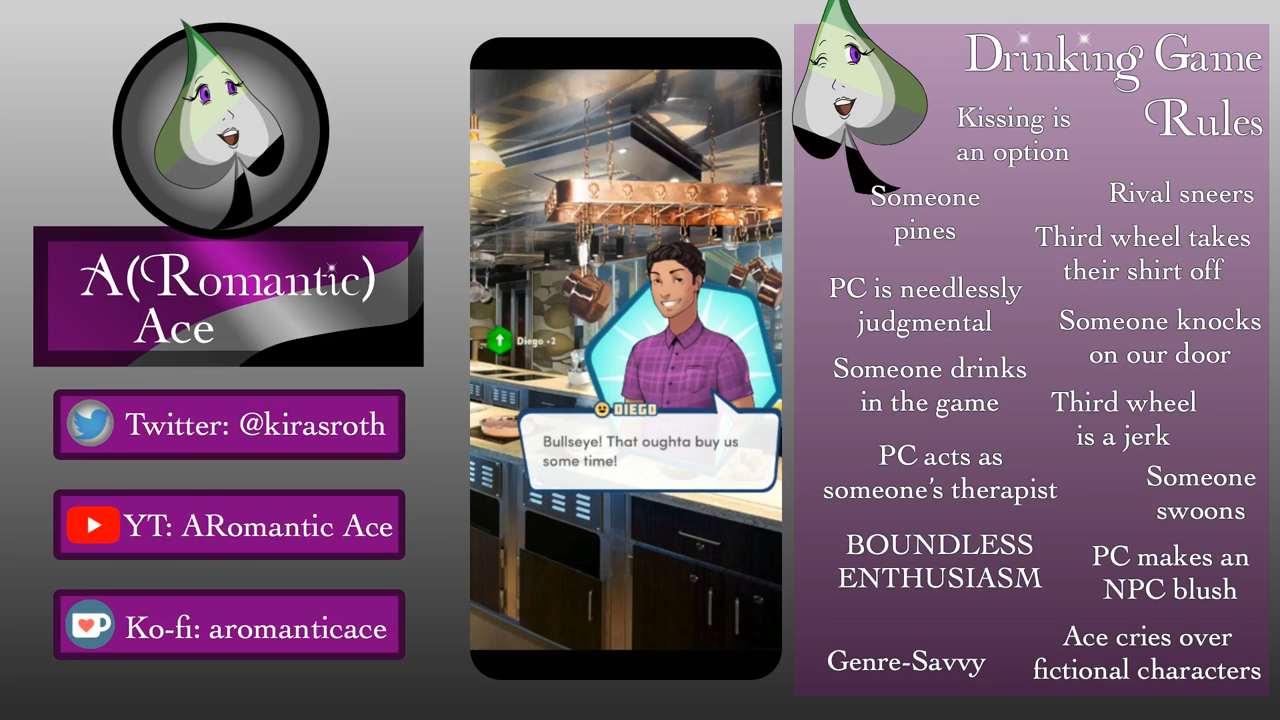 A(Romantic)
Ace
Twitter: @kirasroth
YT: ARomantic Ace
Ko-fi: aromanticace
Diego +2
DIEGO
Bullseye! That oughta buy us
some time!
Drinking Game
Rules
Kissing is
an option
Someone
pines
Rival sneers
Third wheel takes
their shirt off
PC is needlessly
judgmental
Someone knocks
on our door
Someone drinks
in the game
Third wheel
is a jerk
PC acts as
someone's therapist
Someone
swoons
BOUNDLESS
ENTHUSIASM
PC makes an
NPC blush
Genre-Savvy
Ace cries over
fictional characters